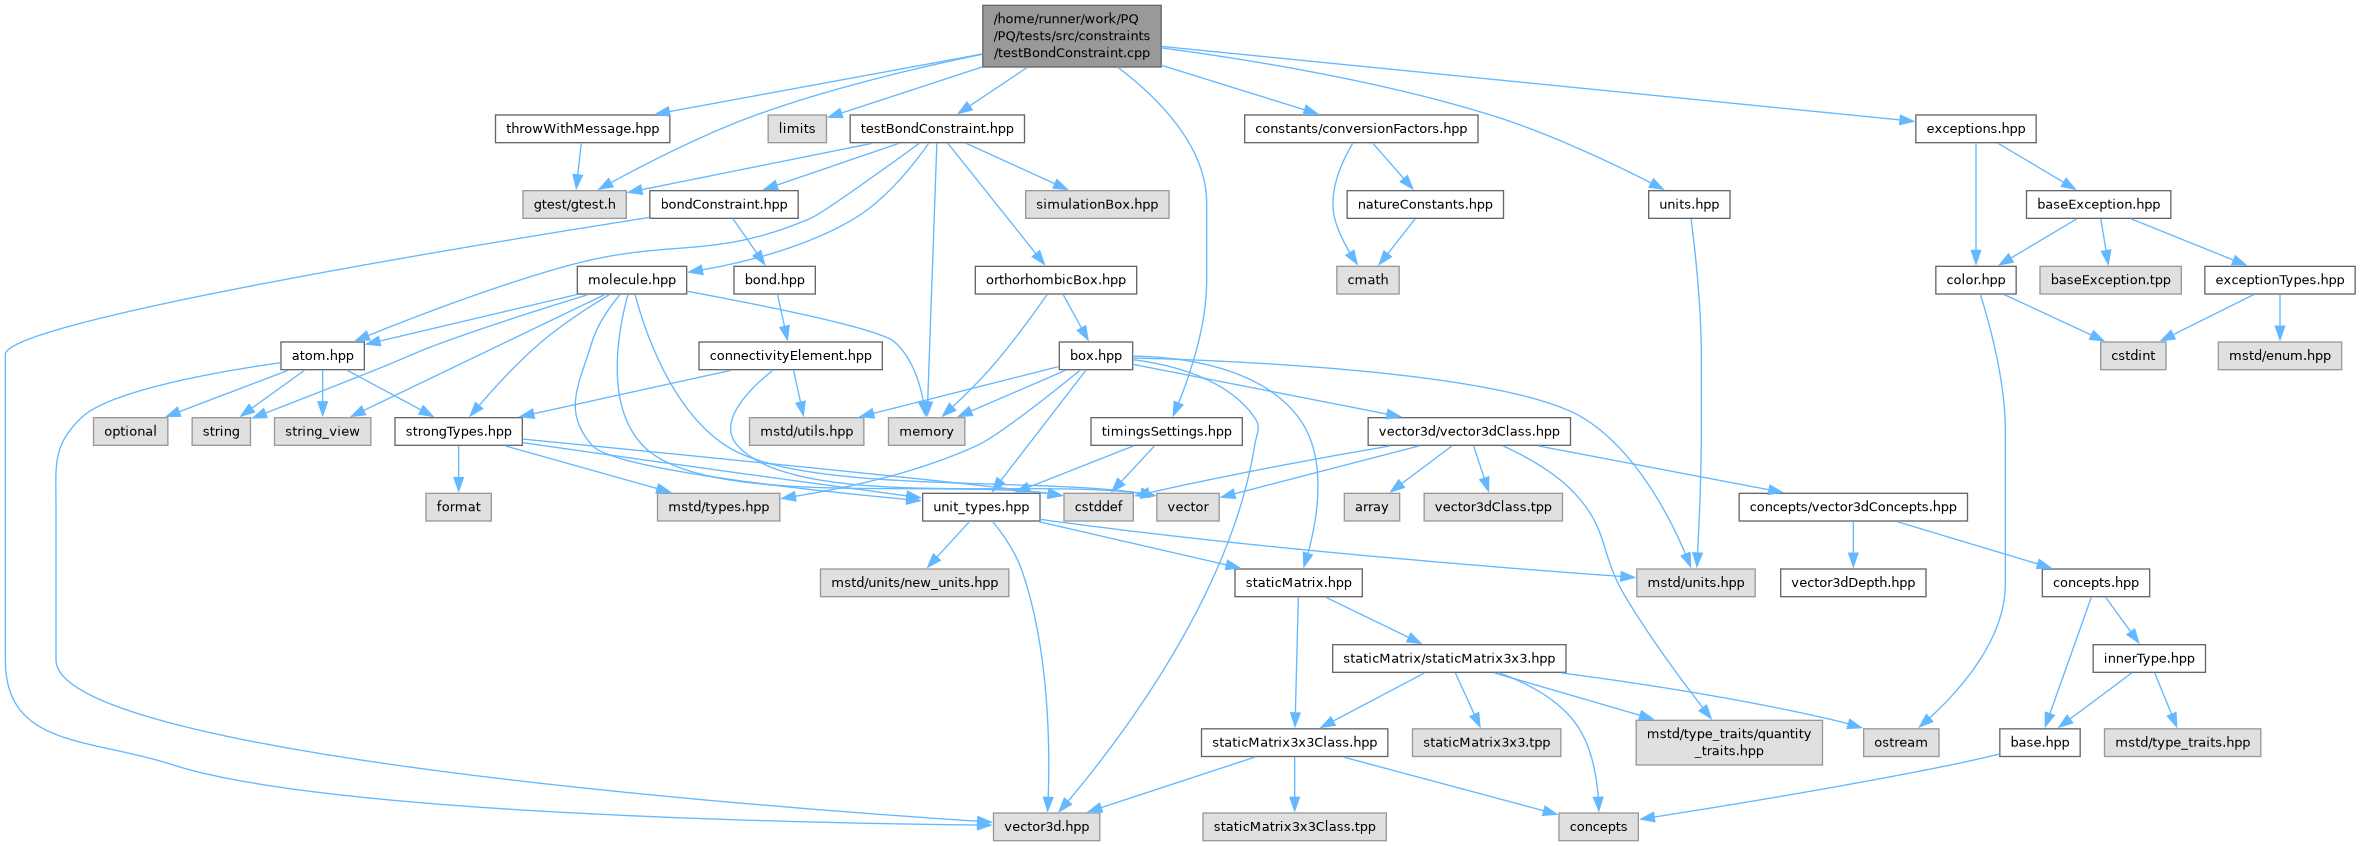 /home/runner/work/PQ
/PQ/tests/src/constraints
/testBondConstraint.cpp
throwWithMessage.hpp
limits
testBondConstraint.hpp
constants/conversionFactors.hpp
exceptions.hpp
gtest/gtest.h
bondConstraint.hpp
simulationBox.hpp
natureConstants.hpp
units.hpp
baseException.hpp
molecule.hpp
bond.hpp
orthorhombicBox.hpp
cmath
color.hpp
baseException.tpp
exceptionTypes.hpp
atom.hpp
connectivityElement.hpp
box.hpp
cstdint
mstd/enum.hpp
optional
string
string_view
strongTypes.hpp
mstd/utils.hpp
memory
timingsSettings.hpp
vector3d/vector3dClass.hpp
format
mstd/types.hpp
unit_types.hpp
cstddef
vector
array
vector3dClass.tpp
concepts/vector3dConcepts.hpp
mstd/units/new_units.hpp
staticMatrix.hpp
mstd/units.hpp
vector3dDepth.hpp
concepts.hpp
staticMatrix/staticMatrix3x3.hpp
innerType.hpp
staticMatrix3x3Class.hpp
staticMatrix3x3.tpp
mstd/type_traits/quantity
_traits.hpp
ostream
base.hpp
mstd/type_traits.hpp
vector3d.hpp
staticMatrix3x3Class.tpp
concepts